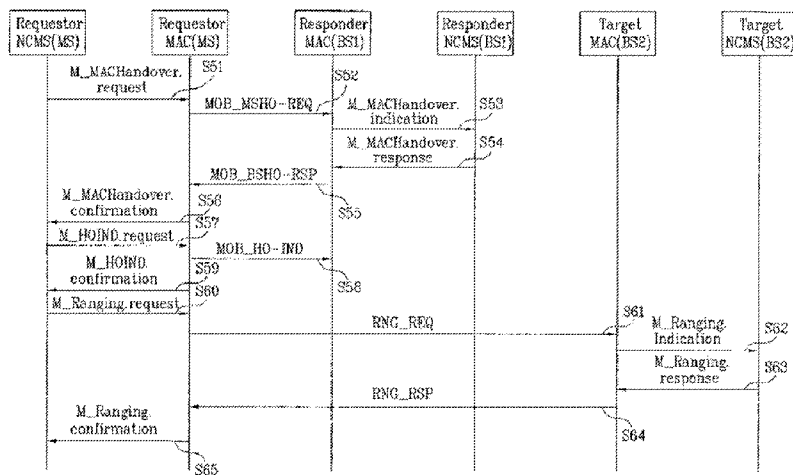 Requestor
NCMS(MS)
Requestor
MAC(MS)
Responder
MAC(BS1)
Responder
NCMS(BS1)
Target
MAC(BS2)
Target
NCMS(BS2)
M_MACHandover.
request
S51
MOB_MSHO-REQ
S52
M_MACHandover.
indication
S53
M_MACHandover.
response
S54
MOB_BSHO-RSP
S55
M_MACHandover.
confirmation
S56
S57
M_HOIND.request
MOB_HO-IND
S58
M_HOIND.
confirmation
S59
S60
M_Ranging.request
RNG_REQ
S61
M_Ranging.
Indication
S62
M_Ranging.
response
S63
RNG_RSP
S64
M_Ranging.
confirmation
S65